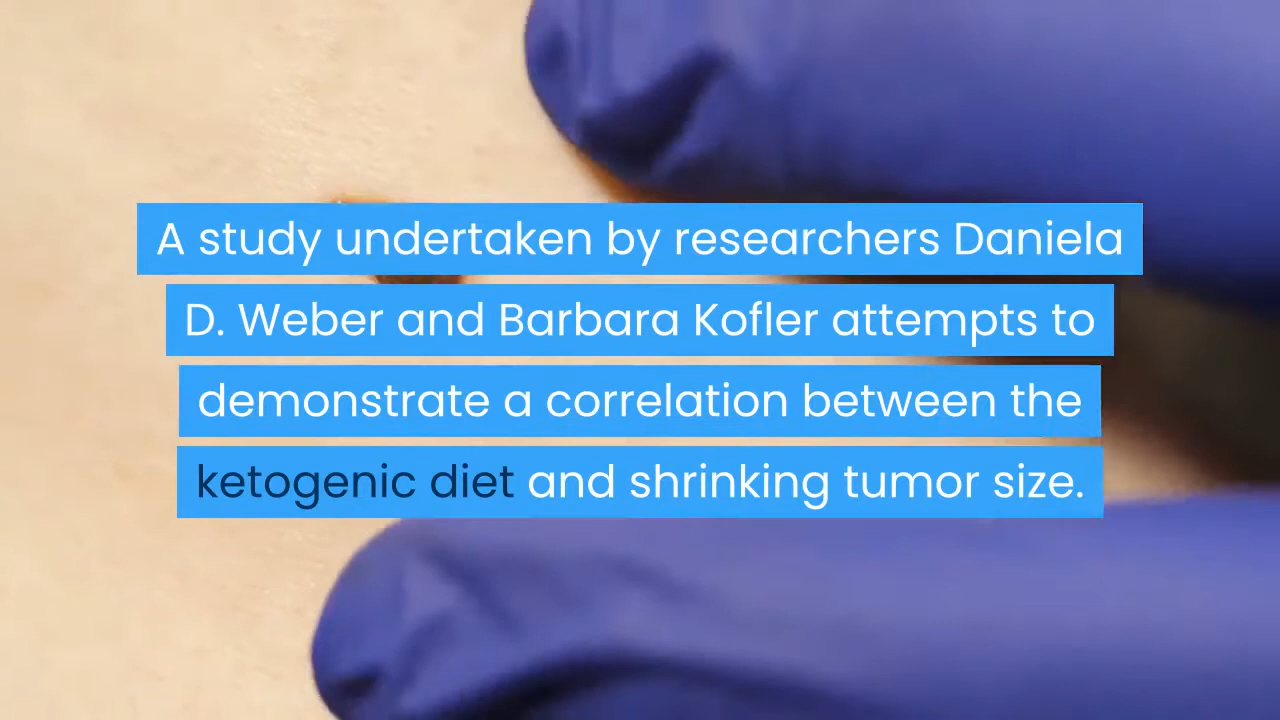 A study undertaken by researchers Daniela
D. Weber and Barbara Kofler attempts to
demonstrate a correlation between the
ketogenic diet and shrinking tumor size.